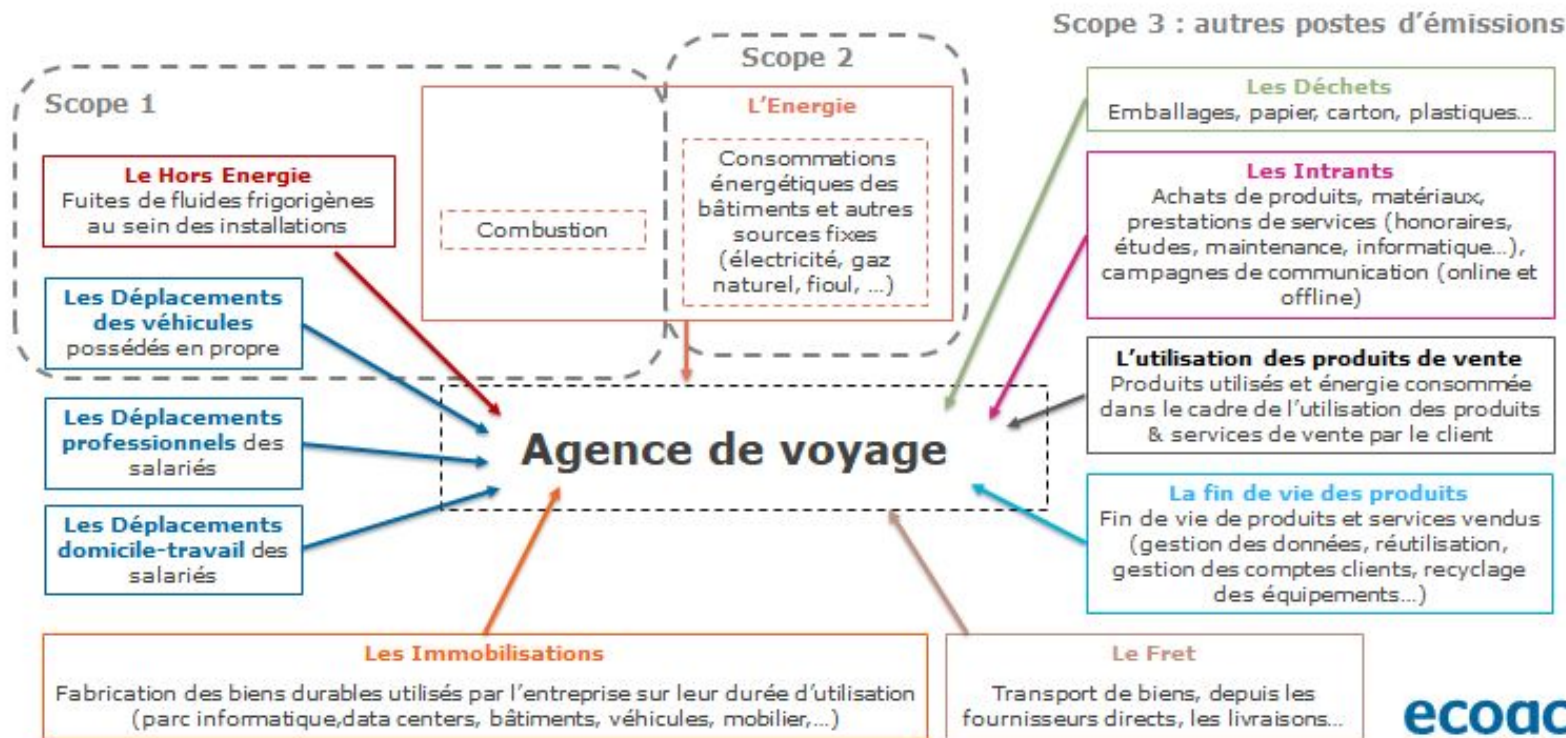 Scope 3 : autres postes d'émissions
Scope 2
Scope 1
L'Energie
Combustion
Consommations
énergétiques des
bâtiments et autres
sources fixes
(électricité, gaz
naturel, fioul, ...)
Le Hors Energie
Fuites de fluides frigorigènes
au sein des installations
Les Déplacements
des véhicules
possédés en propre
Les Déplacements
professionnels des
salariés
Les Déplacements
domicile-travail des
salariés
Agence de voyage
Les Déchets
Emballages, papier, carton, plastiques...
Les Intrants
Achats de produits, matériaux,
prestations de services (honoraires,
études, maintenance, informatique...),
campagnes de communication (online et
offline)
L'utilisation des produits de vente
Produits utilisés et énergie consommée
dans le cadre de l'utilisation des produits
& services de vente par le client
La fin de vie des produits
Fin de vie de produits et services vendus
(gestion des données, réutilisation,
gestion des comptes clients, recyclage
des équipements...)
Les Immobilisations
Fabrication des biens durables utilisés par l'entreprise sur leur durée d'utilisation
(parc informatique,data centers, bâtiments, véhicules, mobilier,...)
Le Fret
Transport de biens, depuis les
fournisseurs directs, les livraisons...